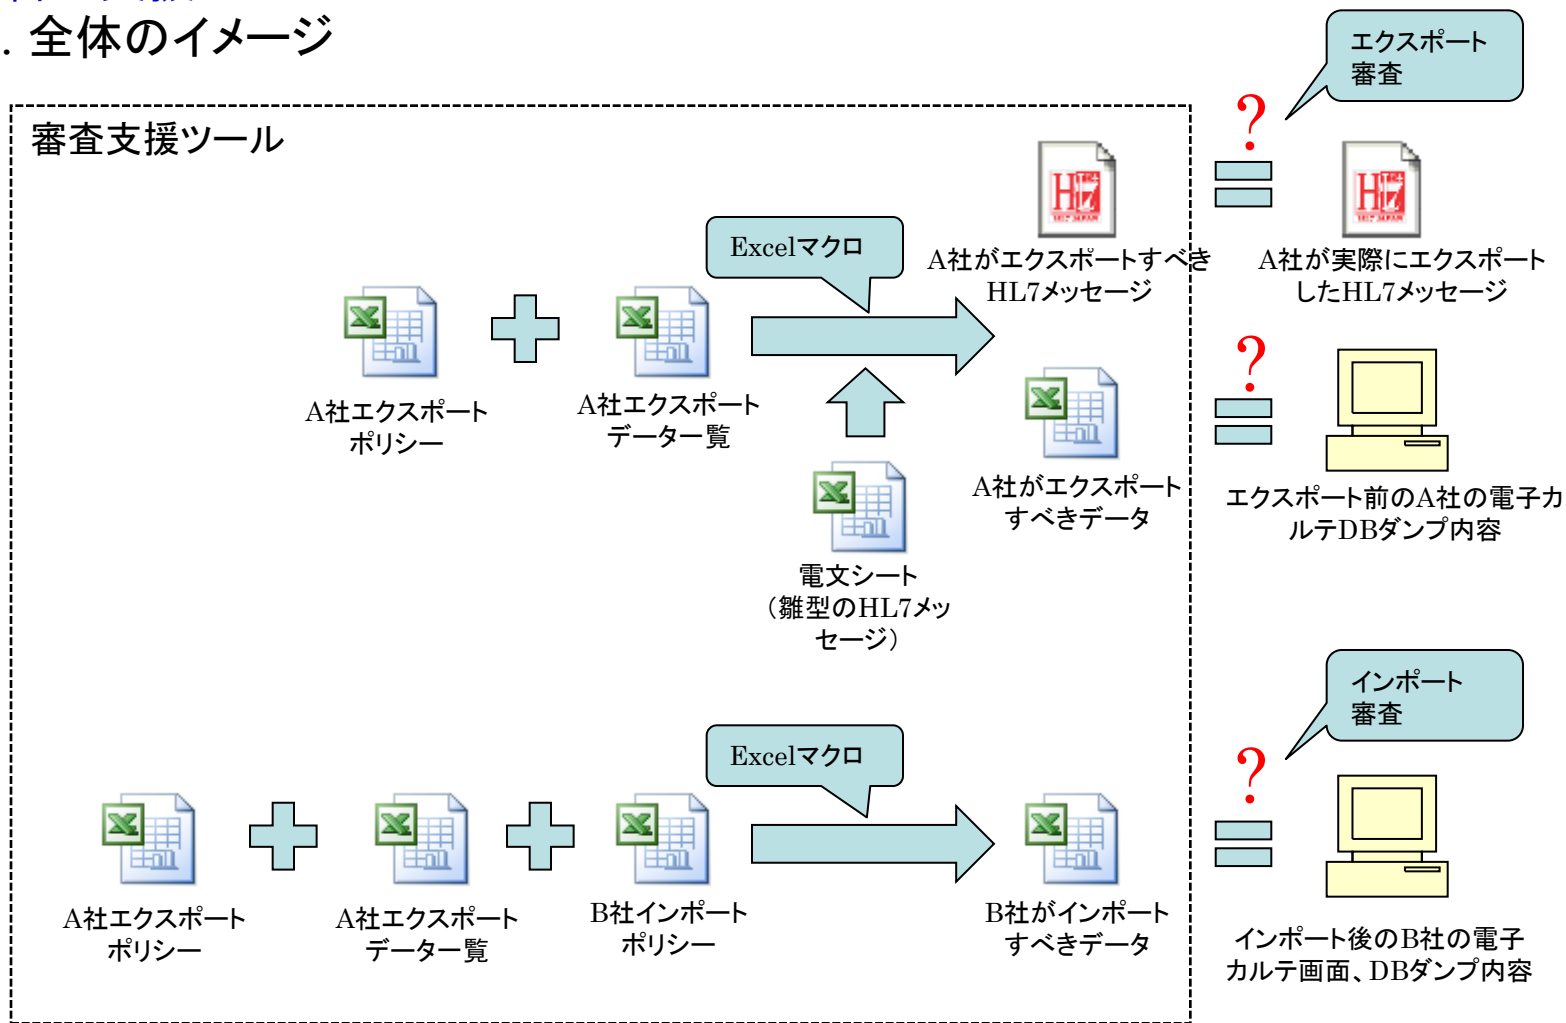 . 全体のイメージ
エクスポート
審査
審査支援ツール
?
Excelマクロ
A社がエクスポートすべき
HL7メッセージ
A社が実際にエクスポート
したHL7メッセージ
A社エクスポート
ポリシー
A社エクスポート
データ一覧
?
A社がエクスポート
すべきデータ
エクスポート前のA社の電子カ
ルテDBダンプ内容
電文シート
（雛型のHL7メッ
セージ）
インポート
審査
Excelマクロ
?
A社エクスポート
ポリシー
A社エクスポート
データ一覧
B社インポート
ポリシー
B社がインポート
すべきデータ
インポート後のB社の電子
カルテ画面、DBダンプ内容